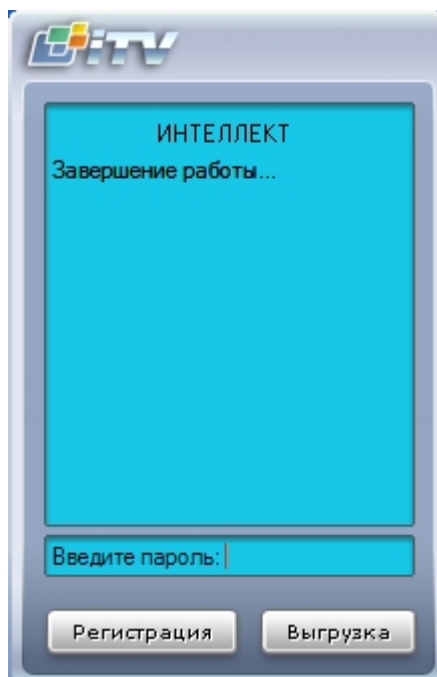 iTV
ИНТЕЛЛЕКТ
Завершение работы...
Введите пароль:
Регистрация Выгрузка